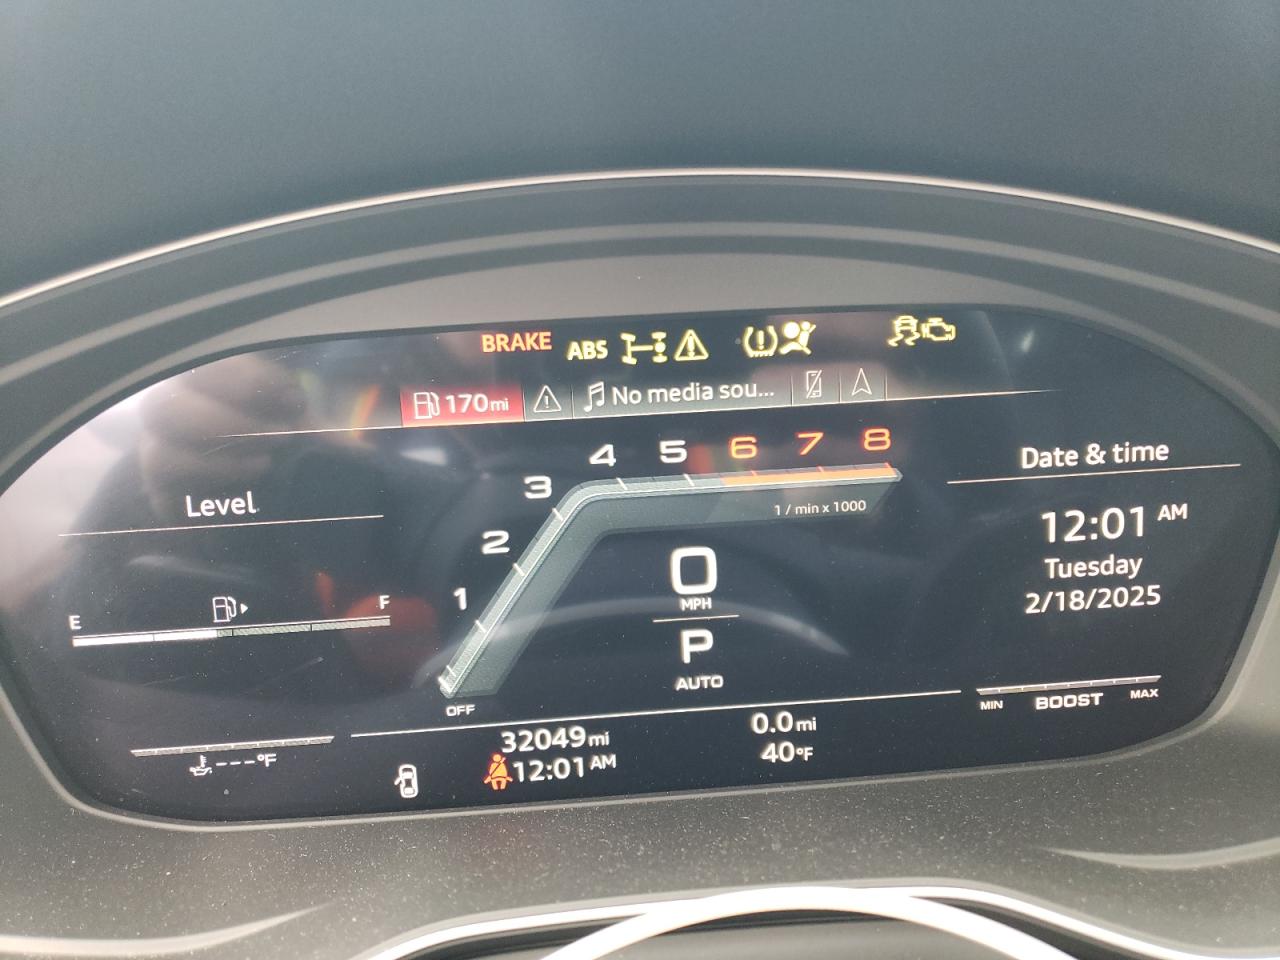 BRAKE ABS
170mi No media sou...
4 5 6 7 8
3
2
1
1 / min x 1000
OFF
Level
E F
0
MPH
P
AUTO
Date & time
12:01 AM
Tuesday
2/18/2025
MIN BOOST MAX
---°F
32049mi
12:01 AM
0.0mi
40°F